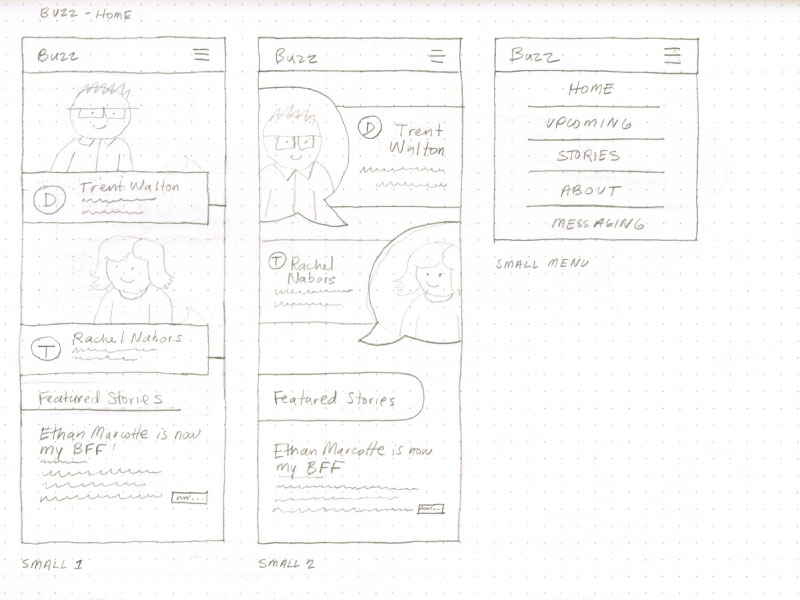 Buzz - Home
Buzz
D
Trent Walton
T
Rachel Nabors
Featured Stories
Ethan Marcotte is now
my BFF!
SMALL 1
Buzz
D
Trent
Walton
T
Rachel
Nabors
Featured Stories
Ethan Marcotte is now
my BFF
SMALL 2
Buzz
HOME
UPCOMING
STORIES
ABOUT
MESSAGING
SMALL MENU